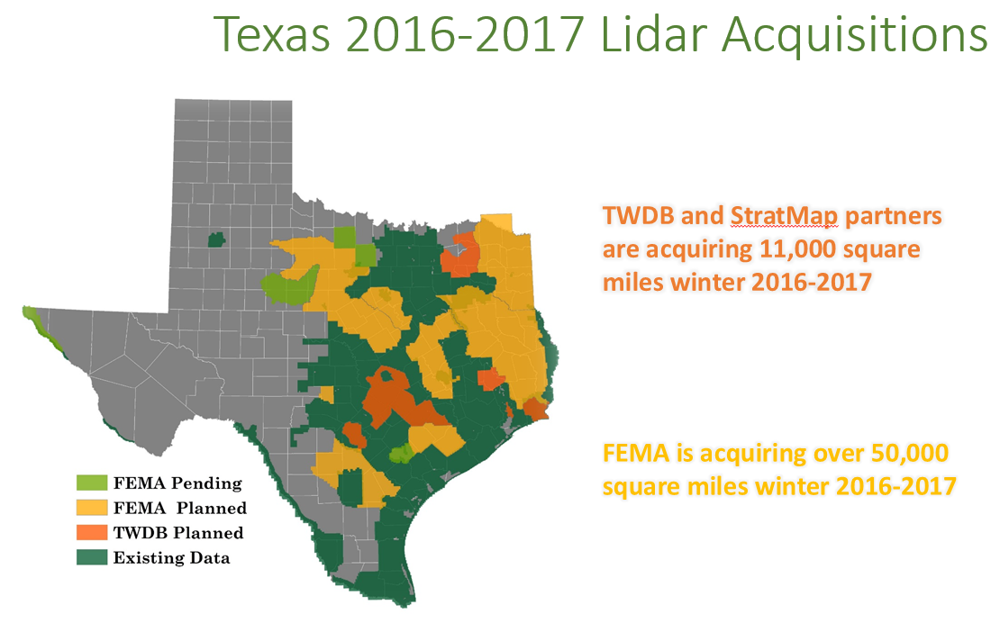 Texas 2016-2017 Lidar Acquisitions
TWDB and StratMap partners
are acquiring 11,000 square
miles winter 2016-2017
FEMA is acquiring over 50,000
square miles winter 2016-2017
FEMA Pending
FEMA Planned
TWDB Planned
Existing Data